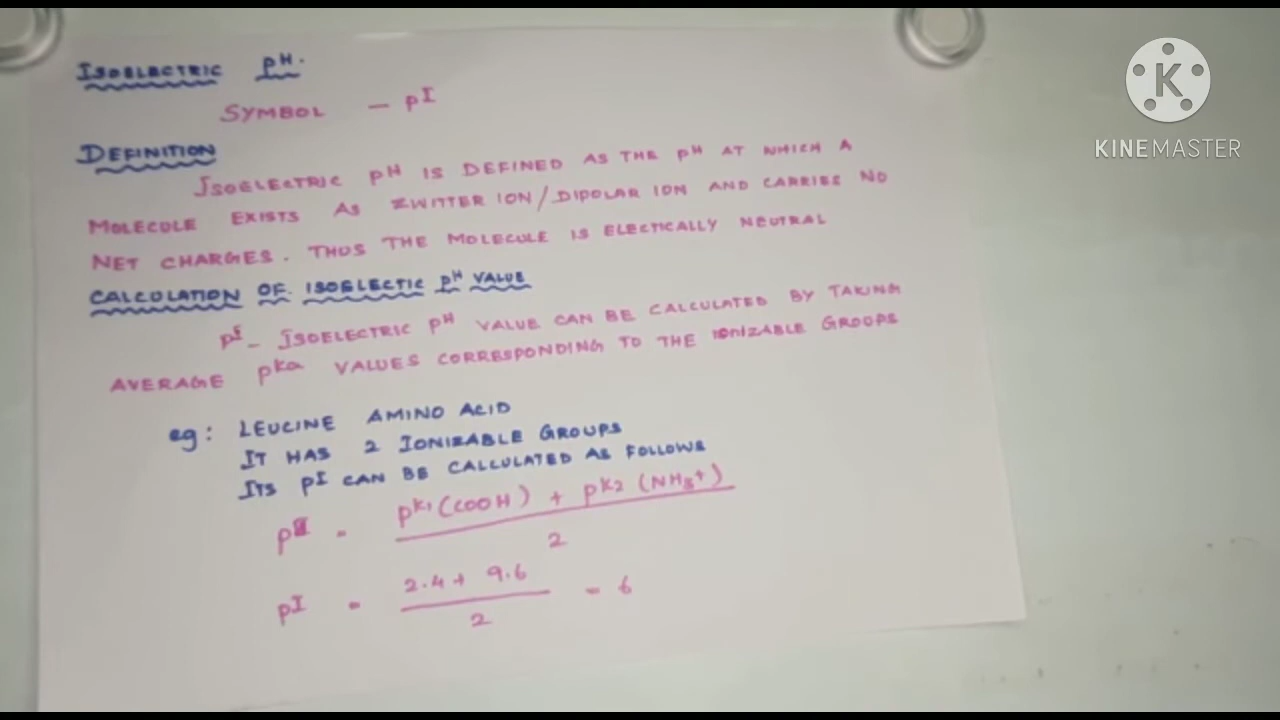 ISOELECTRIC pH.
SYMBOL - pI
DEFINITION
ISOELECTRIC pH IS DEFINED AS THE pH AT WHICH A
MOLECULE EXISTS AS ZWITTER ION/DIPOLAR ION AND CARRIES NO
NET CHARGES. THUS THE MOLECULE IS ELECTICALLY NEUTRAL
CALCULATION OF ISOELECTIC pH VALUE
pI - ISOELECTRIC pH VALUE CAN BE CALCULATED BY TAKING
AVERAGE pka VALUES CORRESPONDING TO THE IONIZABLE GROUPS
eg: LEUCINE AMINO ACID
IT HAS 2 IONIZABLE GROUPS
ITS pI CAN BE CALCULATED AS FOLLOWS
pI = pK1 (COOH) + pK2 (NH3+)
2
pI = 2.4 + 9.6 = 6
2
K
KINEMASTER